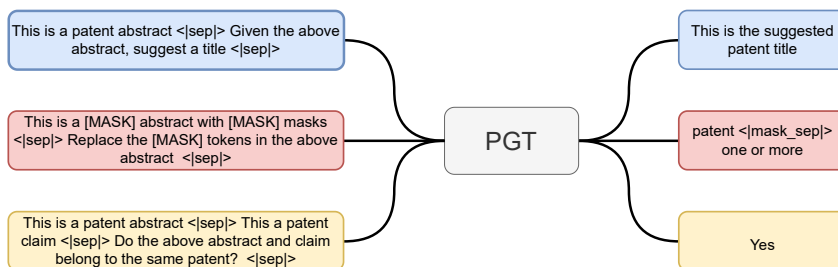 This is a patent abstract <|sep|> Given the above
abstract, suggest a title <|sep|>
This is a [MASK] abstract with [MASK] masks
<|sep|> Replace the [MASK] tokens in the above
abstract <|sep|>
This is a patent abstract <|sep|> This a patent
claim <|sep|> Do the above abstract and claim
belong to the same patent? <|sep|>
PGT
This is the suggested
patent title
patent <|mask_sep|>
one or more
Yes